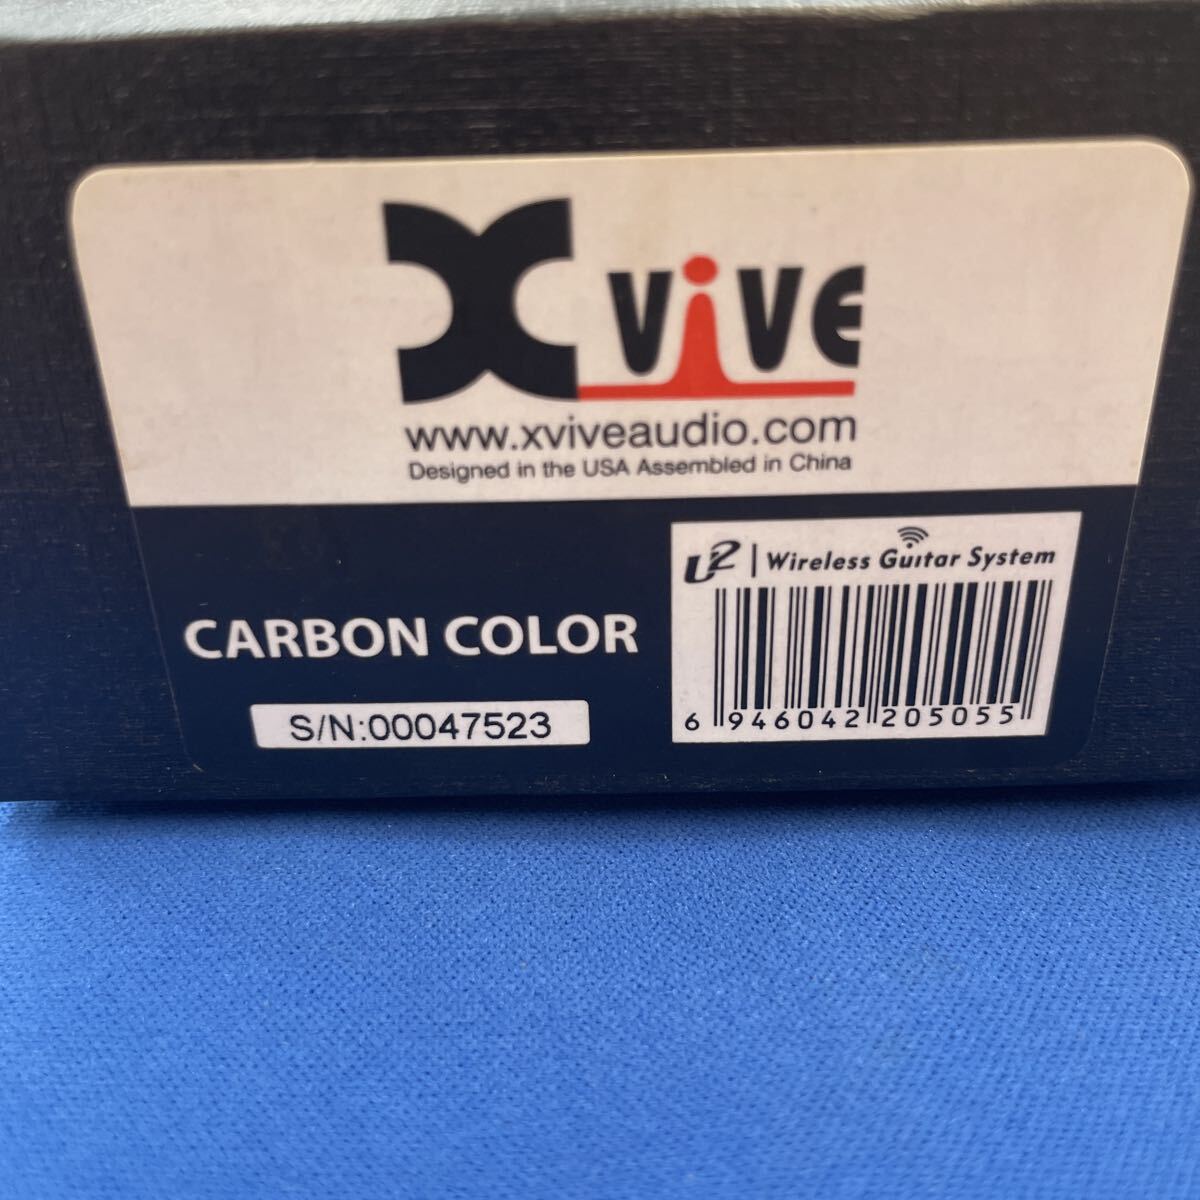 Xvive
www.xviveaudio.com
Designed in the USA Assembled in China
U2 | Wireless Guitar System
CARBON COLOR
S/N:00047523
6 946042 205055